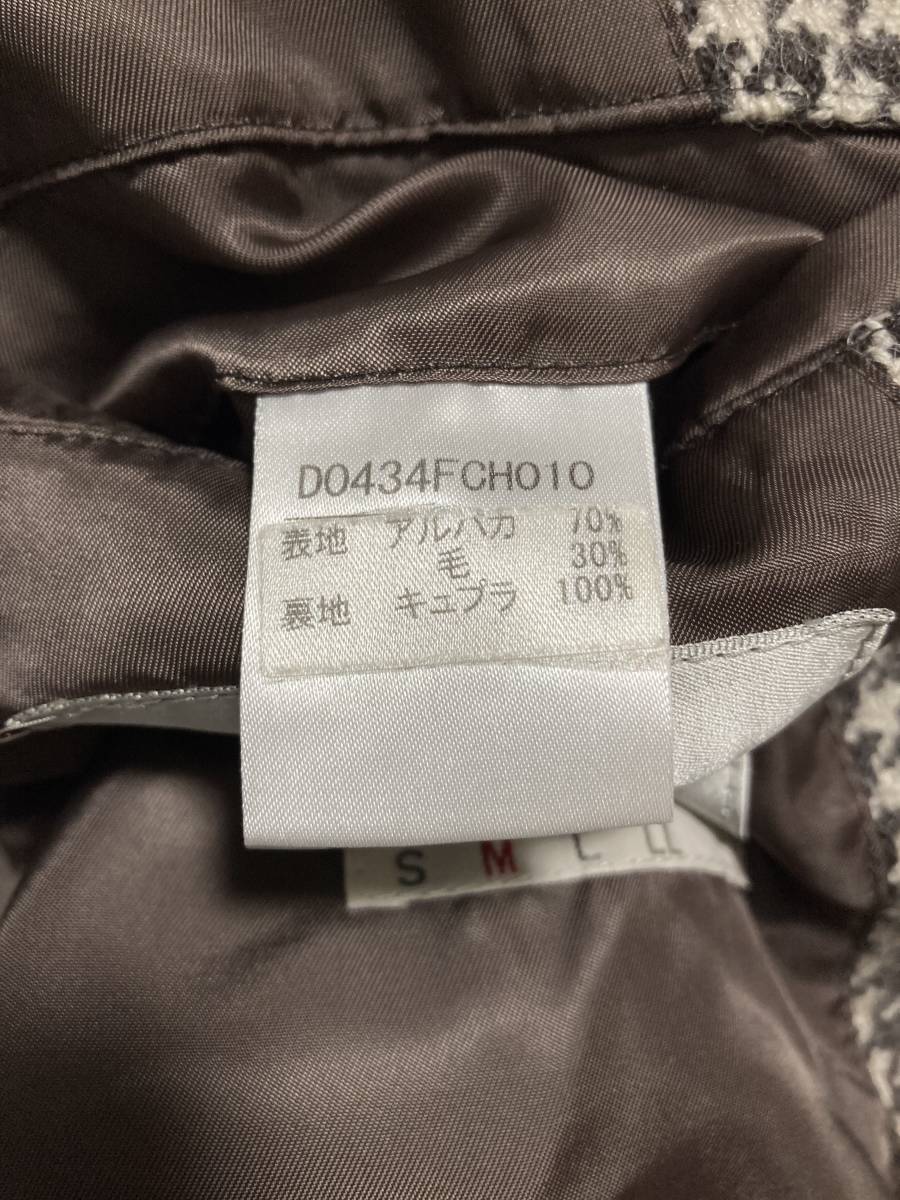 D0434FCH010
表地 アルパカ 70%
毛 30%
裏地 キュプラ 100%
S M L LL